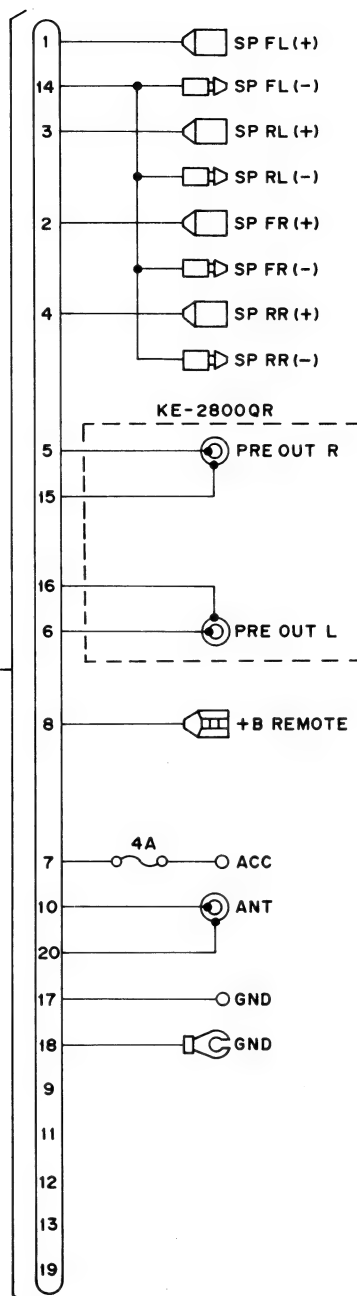 1 SP FL(+)
14 SP FL(-)
3 SP RL(+)
SP RL(-)
2 SP FR(+)
SP FR(-)
4 SP RR(+)
SP RR(-)
KE-2800QR
5 PRE OUT R
15
16
6 PRE OUT L
8 +B REMOTE
4A
7 ACC
10 ANT
20
17 GND
18 GND
9
11
12
13
19